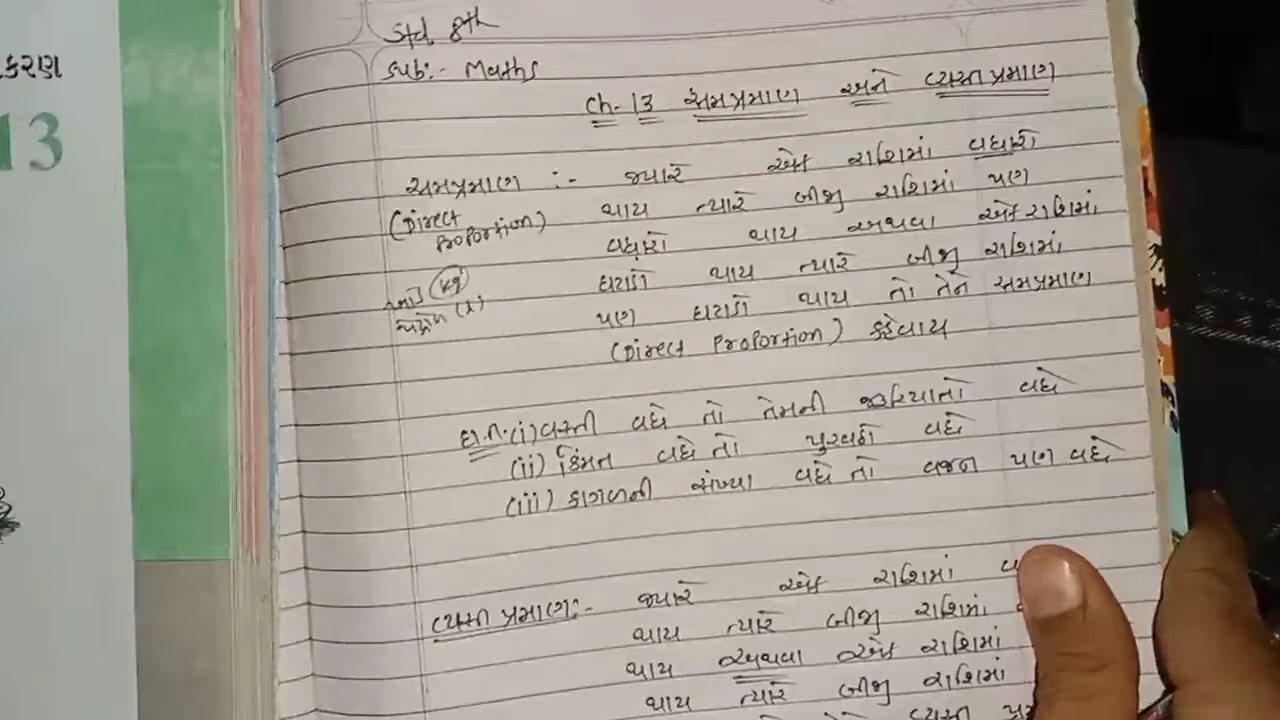 કરણ
13
Std. 8th
Sub:- Maths
Ch-13 સમપ્રમાણ અને વ્યસ્ત પ્રમાણ
સમપ્રમાણ :- જ્યારે એક રાશિમાં વધારો
(Direct Proportion) થાય ત્યારે બીજી રાશિમાં પણ
વધારો થાય અથવા એક રાશિમાં
ઘટાડો થાય ત્યારે બીજી રાશિમાં
પણ ઘટાડો થાય તો તેને સમપ્રમાણ
(Direct Proportion) કહેવાય
kg
(l)
દા.ત. (i) વસ્તી વધે તો તેમની જરૂરિયાતો વધે
(ii) કિંમત વધે તો પુરવઠો વધે
(iii) કાગળની સંખ્યા વધે તો વજન પણ વધે
વ્યસ્ત પ્રમાણ:- જ્યારે એક રાશિમાં
થાય ત્યારે બીજી રાશિમાં
થાય અથવા એક રાશિમાં
થાય ત્યારે બીજી રાશિમાં
વ્યસ્ત